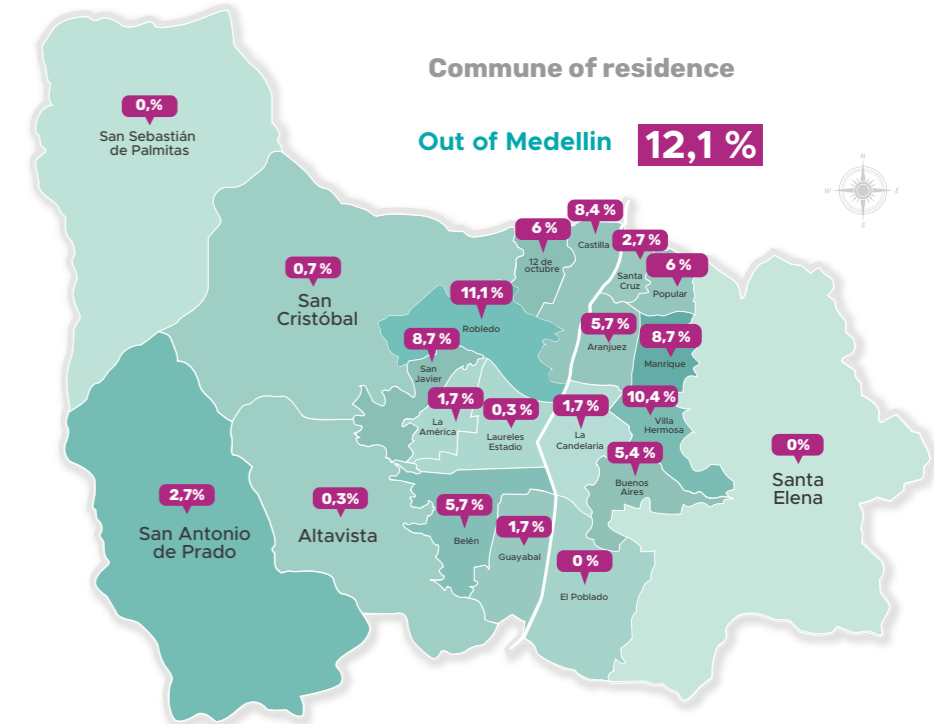 Commune of residence
Out of Medellin
12,1 %
N
W
E
S
0,%
San Sebastián
de Palmitas
8,4 %
Castilla
6 %
12 de
octubre
2,7 %
Santa
Cruz
6 %
Popular
0,7 %
San
Cristóbal
11,1 %
Robledo
5,7 %
Aranjuez
8,7 %
Manrique
8,7 %
San
Javier
1,7 %
La
América
0,3 %
Laureles
Estadio
1,7 %
La
Candelaria
10,4 %
Villa
Hermosa
5,4 %
Buenos
Aires
0%
Santa
Elena
2,7%
San Antonio
de Prado
0,3%
Altavista
5,7 %
Belén
1,7 %
Guayabal
0 %
El Poblado